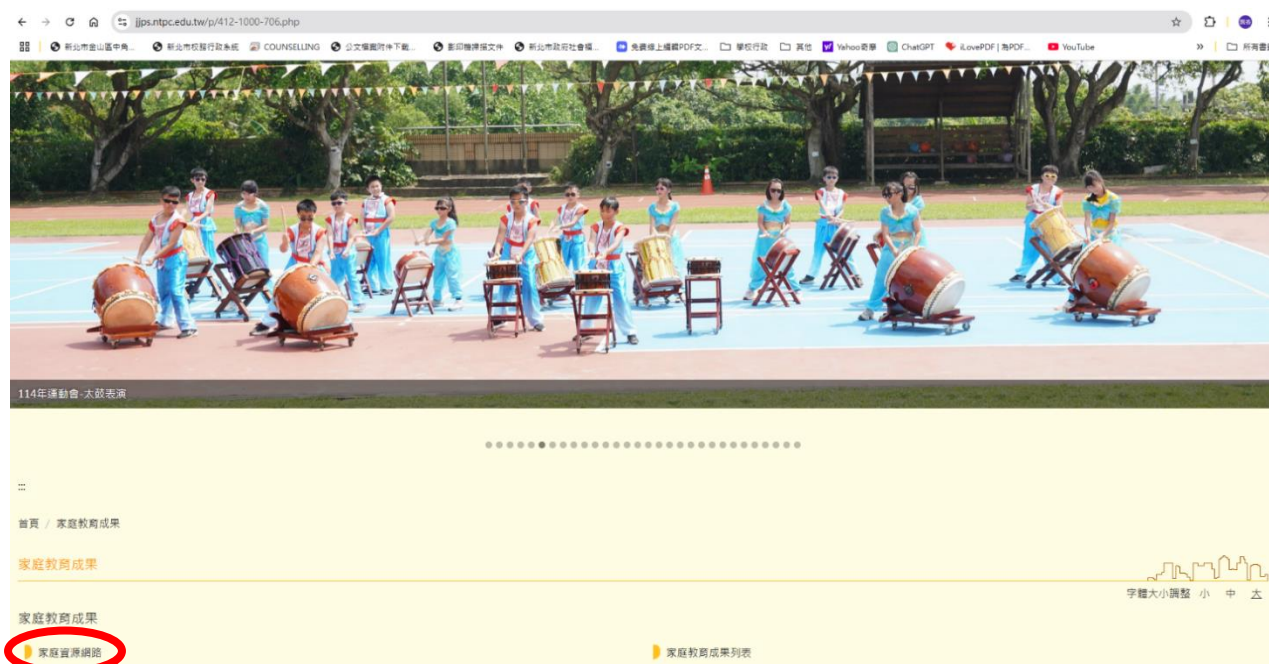 jjps.ntpc.edu.tw/p/412-1000-706.php
新北市金山區中角...
新北市校務行政系統
COUNSELLING
公文檔案附件下載...
影印機掃描文件
新北市政府社會福...
免費線上編輯PDF文...
學校行政
其他
Yahoo奇摩
ChatGPT
iLovePDF | 為PDF...
YouTube
»
所有書
114年運動會-太鼓表演
:::
首頁 / 家庭教育成果
家庭教育成果
字體大小調整 小 中 大
家庭教育成果
家庭資源網路
家庭教育成果列表